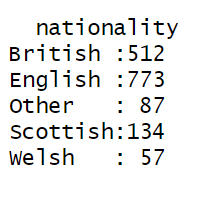 nationality
British :512
English :773
Other   : 87
Scottish:134
Welsh   : 57